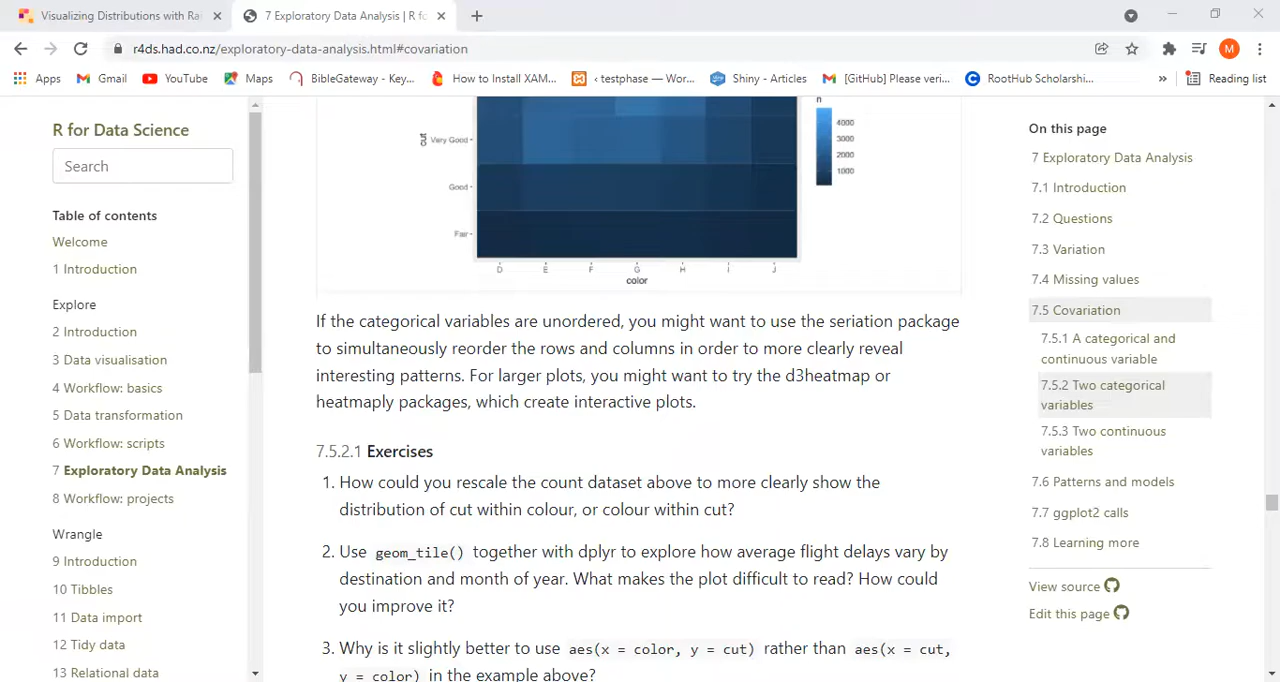 Visualizing Distributions with Rai
7 Exploratory Data Analysis | R fo
r4ds.had.co.nz/exploratory-data-analysis.html#covariation
M
Apps
Gmail
YouTube
Maps
BibleGateway - Key...
How to Install XAM...
‹ testphase — Wor...
Shiny - Articles
[GitHub] Please veri...
RootHub Scholarshi...
»
Reading list
R for Data Science
Search
Table of contents
Welcome
1 Introduction
Explore
2 Introduction
3 Data visualisation
4 Workflow: basics
5 Data transformation
6 Workflow: scripts
7 Exploratory Data Analysis
8 Workflow: projects
Wrangle
9 Introduction
10 Tibbles
11 Data import
12 Tidy data
13 Relational data
n
4000
3000
2000
1000
cut
Very Good
Good
Fair
D E F G H I J
color
If the categorical variables are unordered, you might want to use the seriation package
to simultaneously reorder the rows and columns in order to more clearly reveal
interesting patterns. For larger plots, you might want to try the d3heatmap or
heatmaply packages, which create interactive plots.
7.5.2.1 Exercises
1. How could you rescale the count dataset above to more clearly show the
distribution of cut within colour, or colour within cut?
2. Use geom_tile() together with dplyr to explore how average flight delays vary by
destination and month of year. What makes the plot difficult to read? How could
you improve it?
3. Why is it slightly better to use aes(x = color, y = cut) rather than aes(x = cut,
y = color) in the example above?
On this page
7 Exploratory Data Analysis
7.1 Introduction
7.2 Questions
7.3 Variation
7.4 Missing values
7.5 Covariation
7.5.1 A categorical and
continuous variable
7.5.2 Two categorical
variables
7.5.3 Two continuous
variables
7.6 Patterns and models
7.7 ggplot2 calls
7.8 Learning more
View source
Edit this page